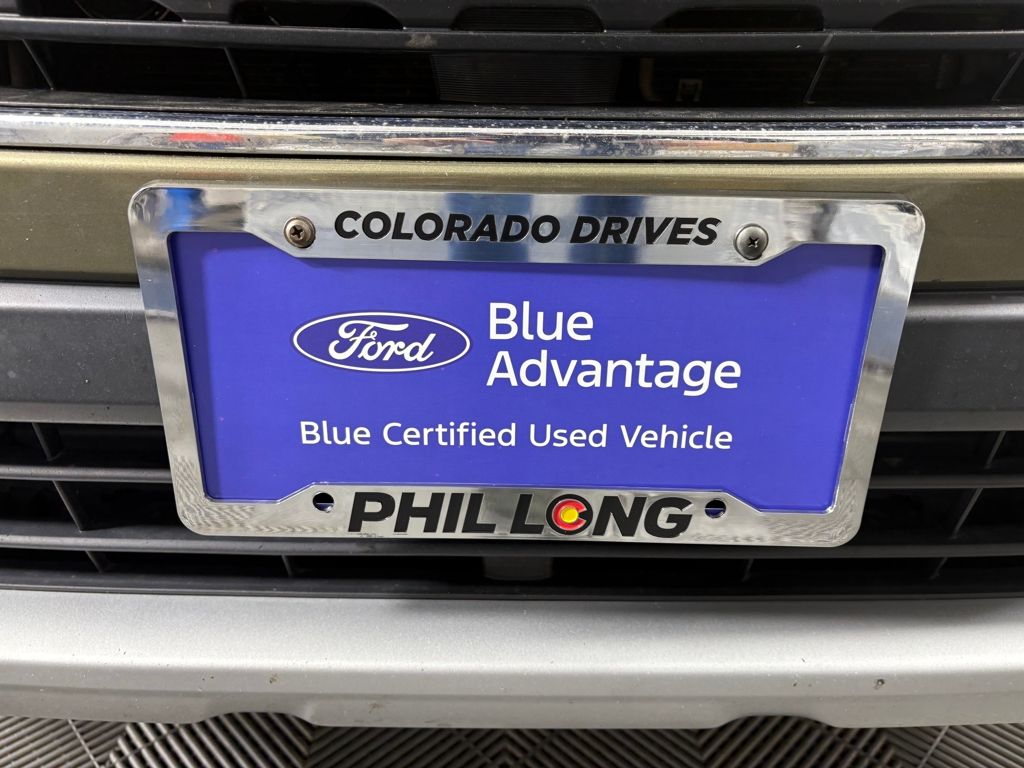 COLORADO DRIVES
Ford
Blue
Advantage
Blue Certified Used Vehicle
PHIL LONG